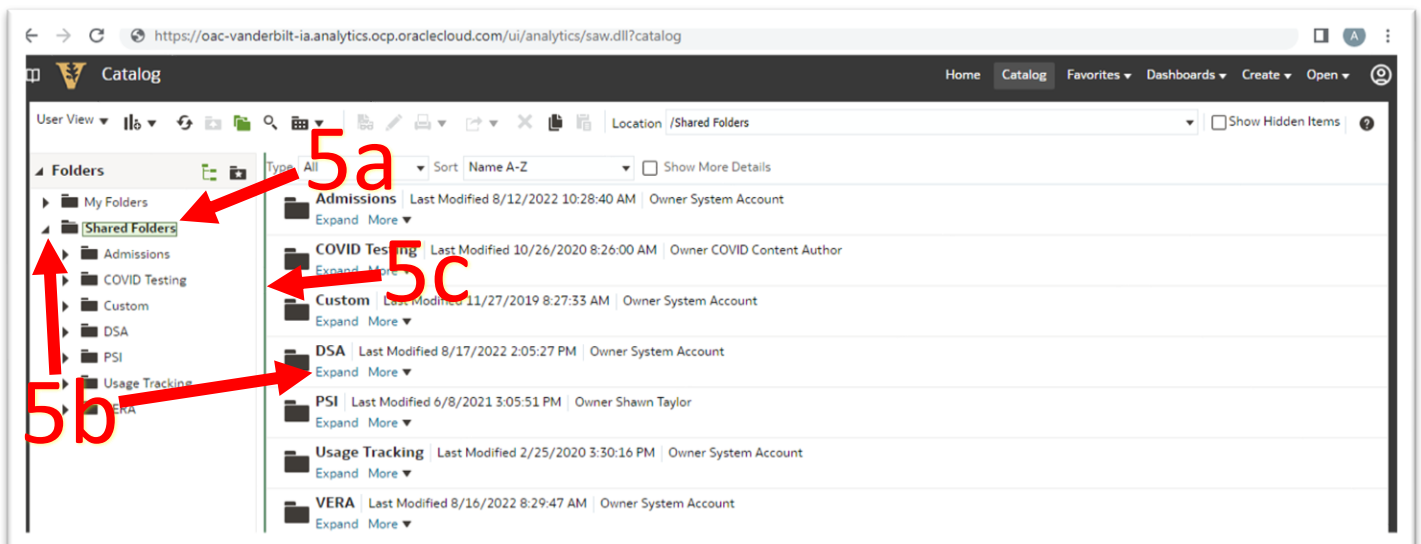 https://oac-vanderbilt-ia.analytics.ocp.oraclecloud.com/ui/analytics/saw.dll?catalog
A
V Catalog Home Catalog Favorites Dashboards Create Open
User View Location /Shared Folders Show Hidden Items
5a
Folders Type All Sort Name A-Z Show More Details
My Folders
Shared Folders
Admissions
COVID Testing
Custom
DSA
PSI
Usage Tracking
VERA
5b
Admissions Last Modified 8/12/2022 10:28:40 AM Owner System Account
Expand More
COVID Testing Last Modified 10/26/2020 8:26:00 AM Owner COVID Content Author
Expand More
5c
Custom Last Modified 11/27/2019 8:27:33 AM Owner System Account
Expand More
DSA Last Modified 8/17/2022 2:05:27 PM Owner System Account
Expand More
PSI Last Modified 6/8/2021 3:05:51 PM Owner Shawn Taylor
Expand More
Usage Tracking Last Modified 2/25/2020 3:30:16 PM Owner System Account
Expand More
VERA Last Modified 8/16/2022 8:29:47 AM Owner System Account
Expand More